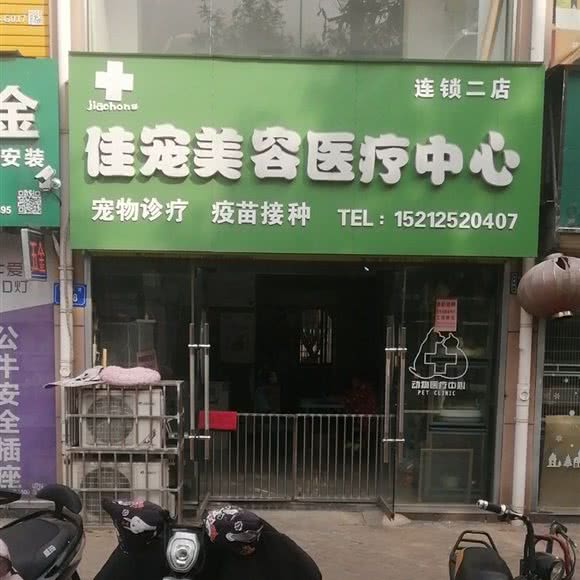 连锁二店
jiachong
佳宠美容医疗中心
宠物诊疗 疫苗接种 TEL：15212520407
金
安装
五金
公牛安全插座
动物医疗中心
PET CLINIC